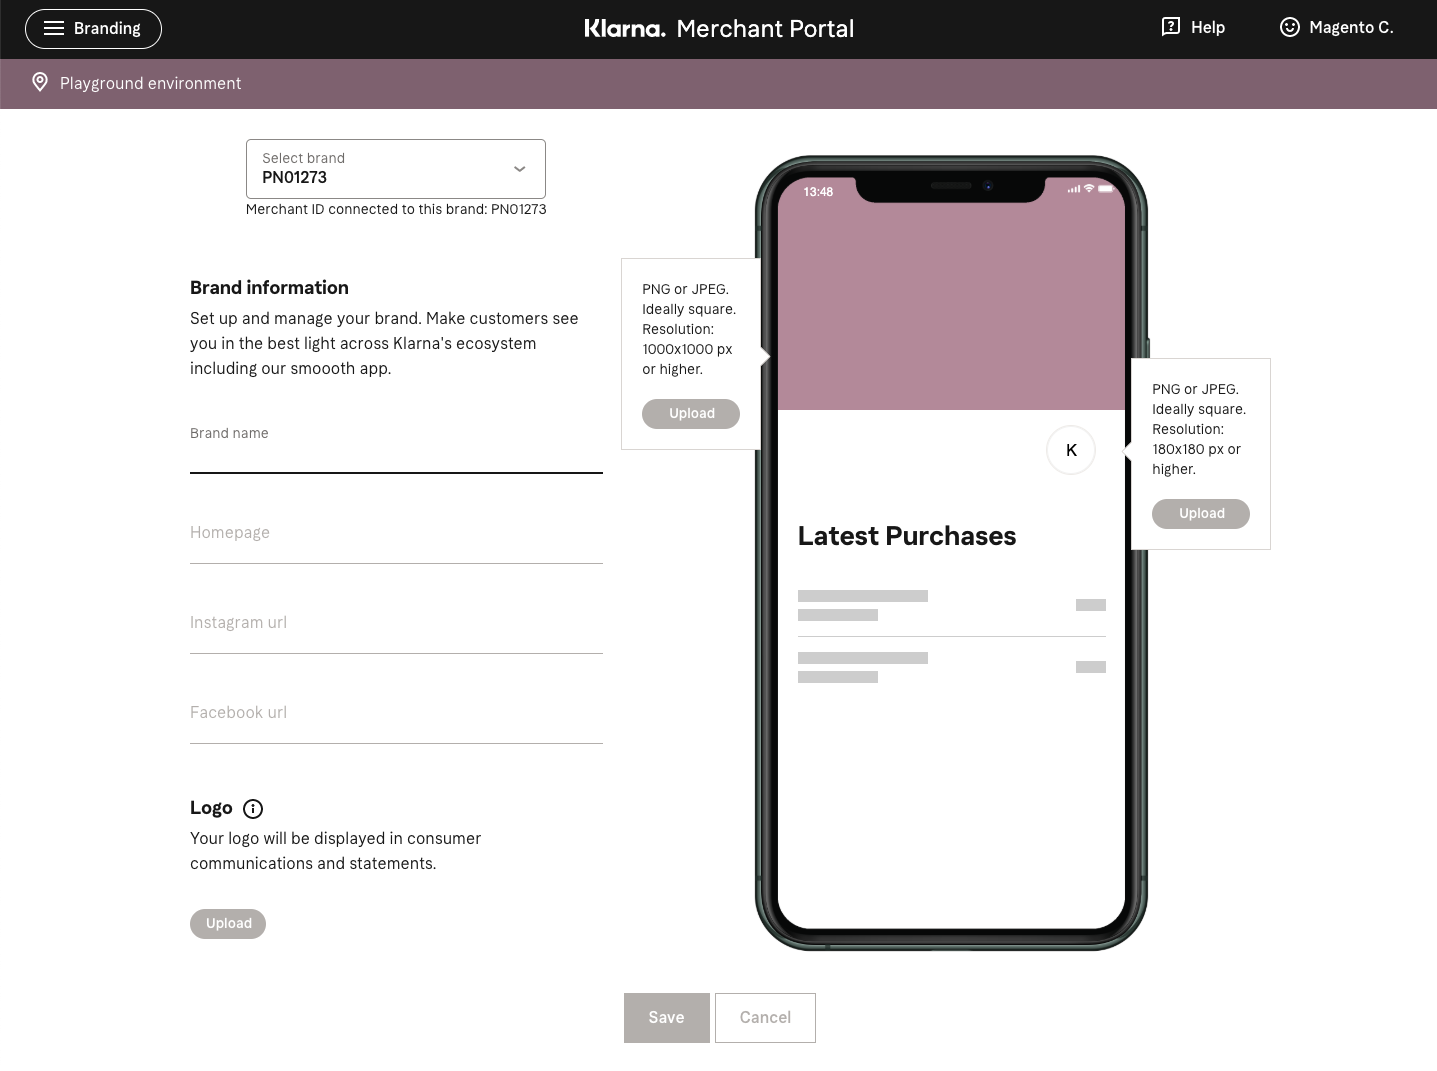 Branding
Klarna. Merchant Portal
Help
Magento C.
Playground environment
Select brand
PN01273
Merchant ID connected to this brand: PN01273
Brand information
Set up and manage your brand. Make customers see
you in the best light across Klarna's ecosystem
including our smoooth app.
Brand name
Homepage
Instagram url
Facebook url
Logo
Your logo will be displayed in consumer
communications and statements.
Upload
PNG or JPEG.
Ideally square.
Resolution:
1000x1000 px
or higher.
Upload
13:48
K
Latest Purchases
PNG or JPEG.
Ideally square.
Resolution:
180x180 px or
higher.
Upload
Save
Cancel